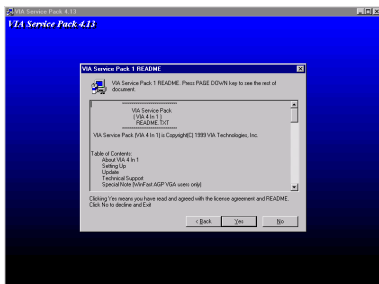 VIA Service Pack 4.13
VIA Service Pack 4.13
VIA Service Pack 1 README
VIA Service Pack 1 README. Press PAGE DOWN key to see the rest of
document.
--------------------------------
VIA Service Pack
( VIA 4 In 1 )
README.TXT
--------------------------------
VIA Service Pack (VIA 4 In 1) is Copyright(C) 1999 VIA Technologies, Inc.
Table of Contents:
About VIA 4 In 1
Setting Up
Update
Technical Support
Special Note (WinFast AGP VGA users only)
Clicking Yes means you have read and agreed with the license agreement and README.
Click No to decline and Exit
< Back
Yes
No